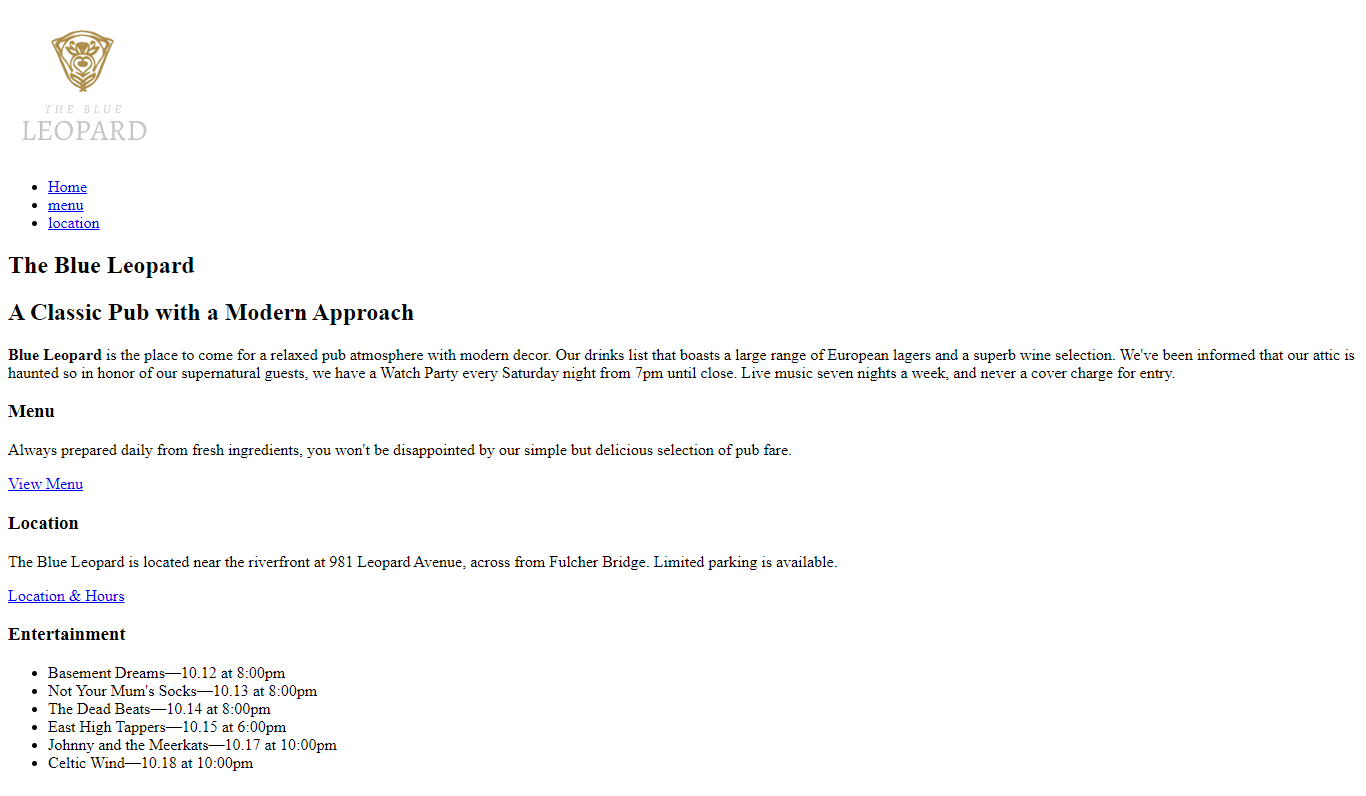 THE BLUE
LEOPARD
Home
menu
location
The Blue Leopard
A Classic Pub with a Modern Approach
Blue Leopard is the place to come for a relaxed pub atmosphere with modern decor. Our drinks list that boasts a large range of European lagers and a superb wine selection. We've been informed that our attic is
haunted so in honor of our supernatural guests, we have a Watch Party every Saturday night from 7pm until close. Live music seven nights a week, and never a cover charge for entry.
Menu
Always prepared daily from fresh ingredients, you won't be disappointed by our simple but delicious selection of pub fare.
View Menu
Location
The Blue Leopard is located near the riverfront at 981 Leopard Avenue, across from Fulcher Bridge. Limited parking is available.
Location & Hours
Entertainment
Basement Dreams—10.12 at 8:00pm
Not Your Mum's Socks—10.13 at 8:00pm
The Dead Beats—10.14 at 8:00pm
East High Tappers—10.15 at 6:00pm
Johnny and the Meerkats—10.17 at 10:00pm
Celtic Wind—10.18 at 10:00pm